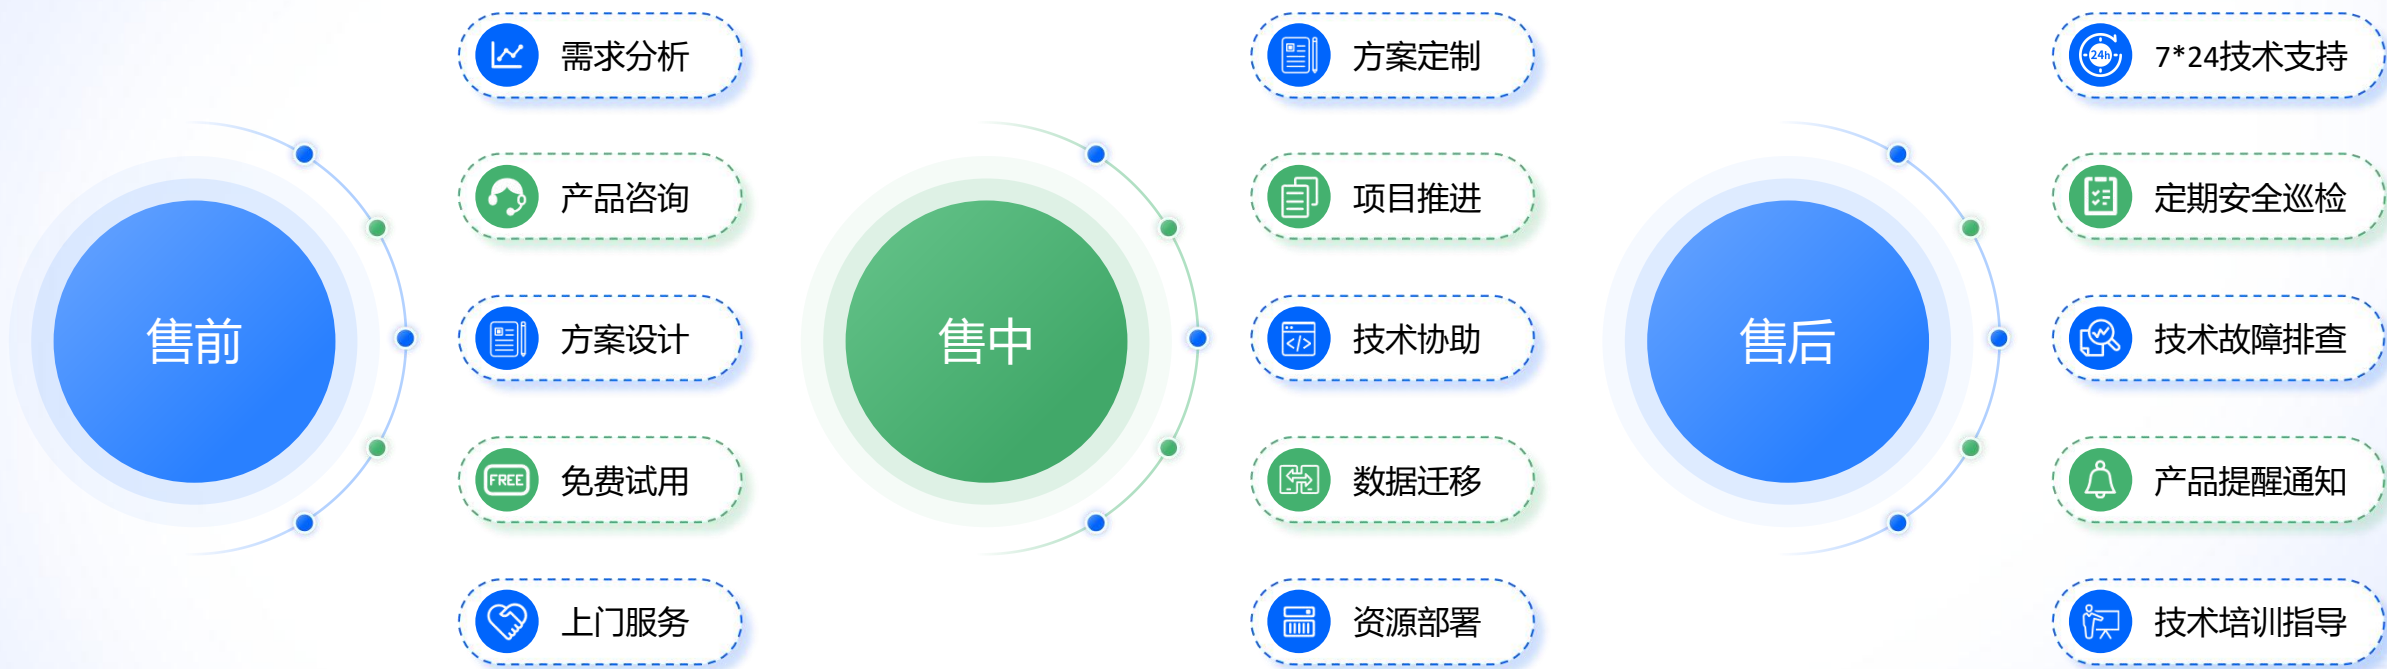 售前
需求分析
产品咨询
方案设计
FREE
免费试用
上门服务
售中
方案定制
项目推进
</>
技术协助
数据迁移
资源部署
售后
24h
7*24技术支持
定期安全巡检
技术故障排查
产品提醒通知
技术培训指导